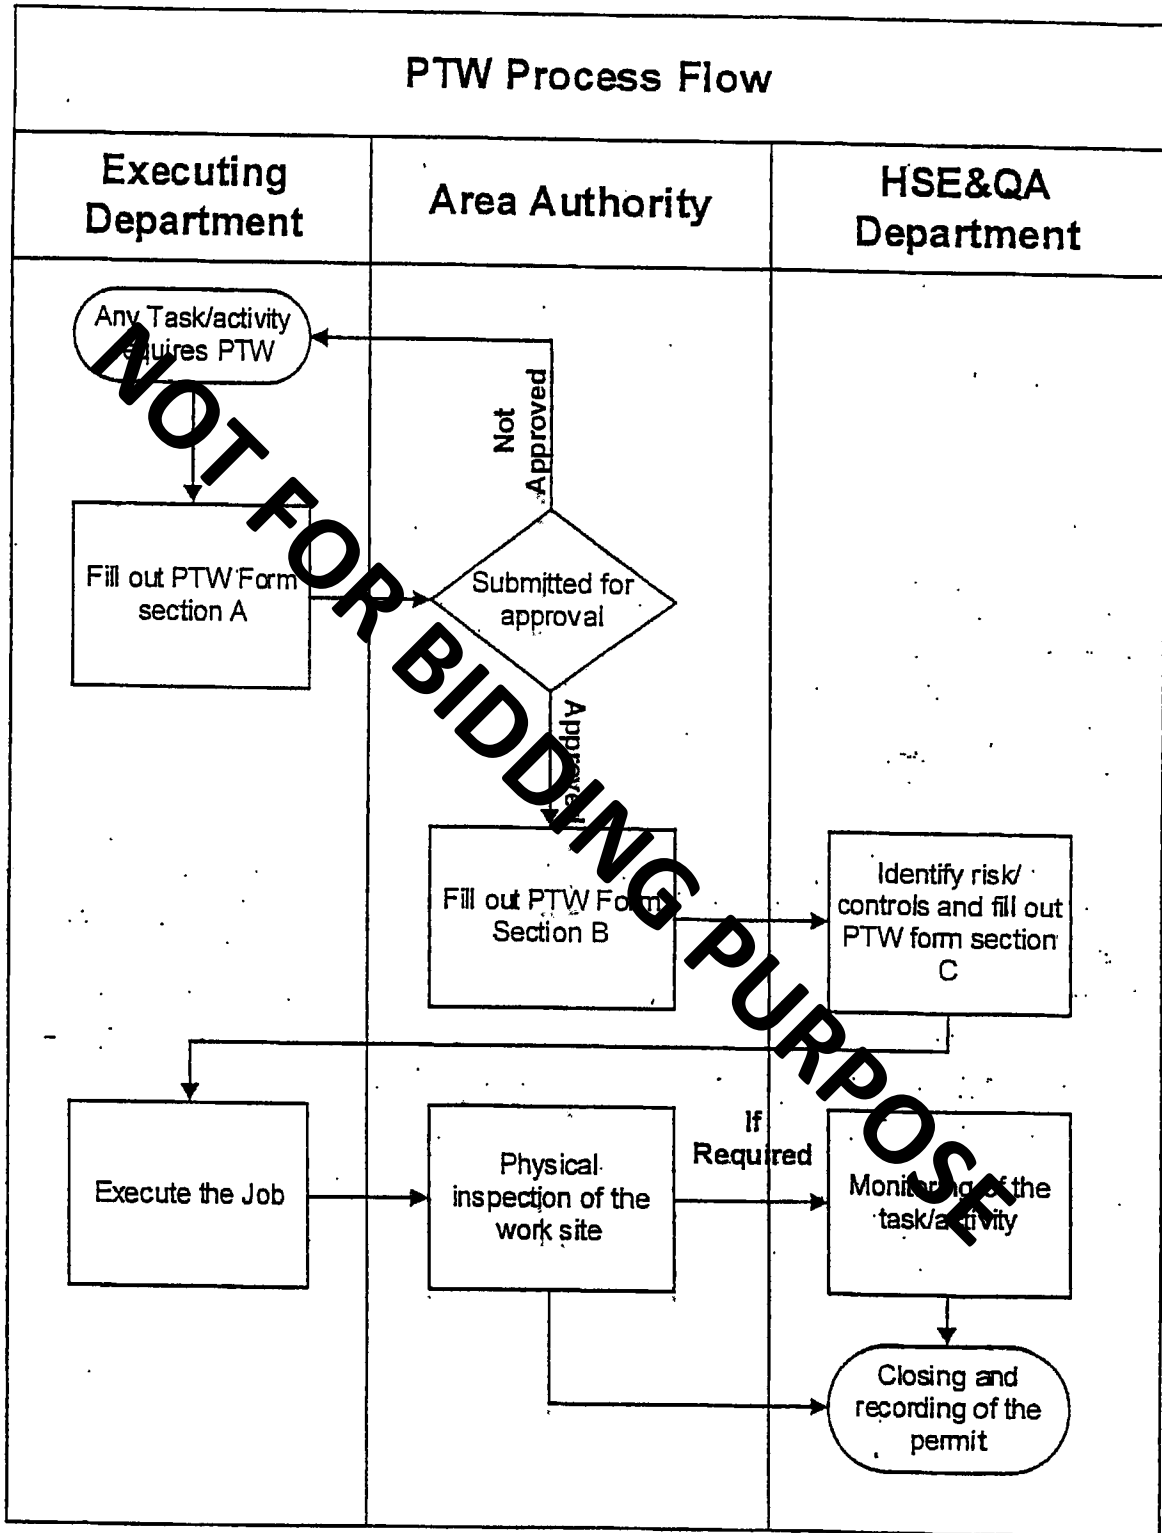 PTW Process Flow
Executing
Department
Area Authority
HSE&QA
Department
Any Task/activity
requires PTW
Not
Approved
Fill out PTW Form
section A
Submitted for
approval
Approved
Fill out PTW Form
Section B
Identify risk/
controls and fill out
PTW form section
C
Execute the Job
Physical
inspection of the
work site
If
Required
Monitoring of the
task/activity
Closing and
recording of the
permit
NOT FOR BIDDING PURPOSE